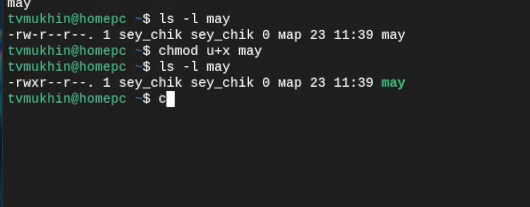 may
tvmukhin@homepc ~$ ls -l may
-rw-r--r--. 1 sey_chik sey_chik 0 мар 23 11:39 may
tvmukhin@homepc ~$ chmod u+x may
tvmukhin@homepc ~$ ls -l may
-rwxr--r--. 1 sey_chik sey_chik 0 мар 23 11:39 may
tvmukhin@homepc ~$ c